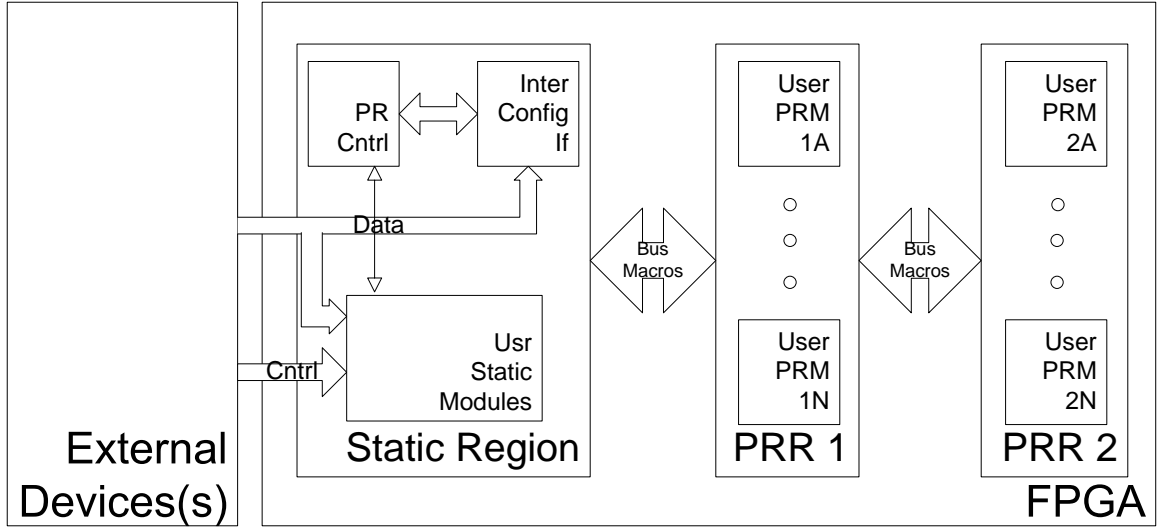 PR
Cntrl
Inter
Config
If
Data
Cntrl
Usr
Static
Modules
External
Devices(s)
Static Region
Bus
Macros
User
PRM
1A
User
PRM
1N
PRR 1
Bus
Macros
User
PRM
2A
User
PRM
2N
PRR 2
FPGA